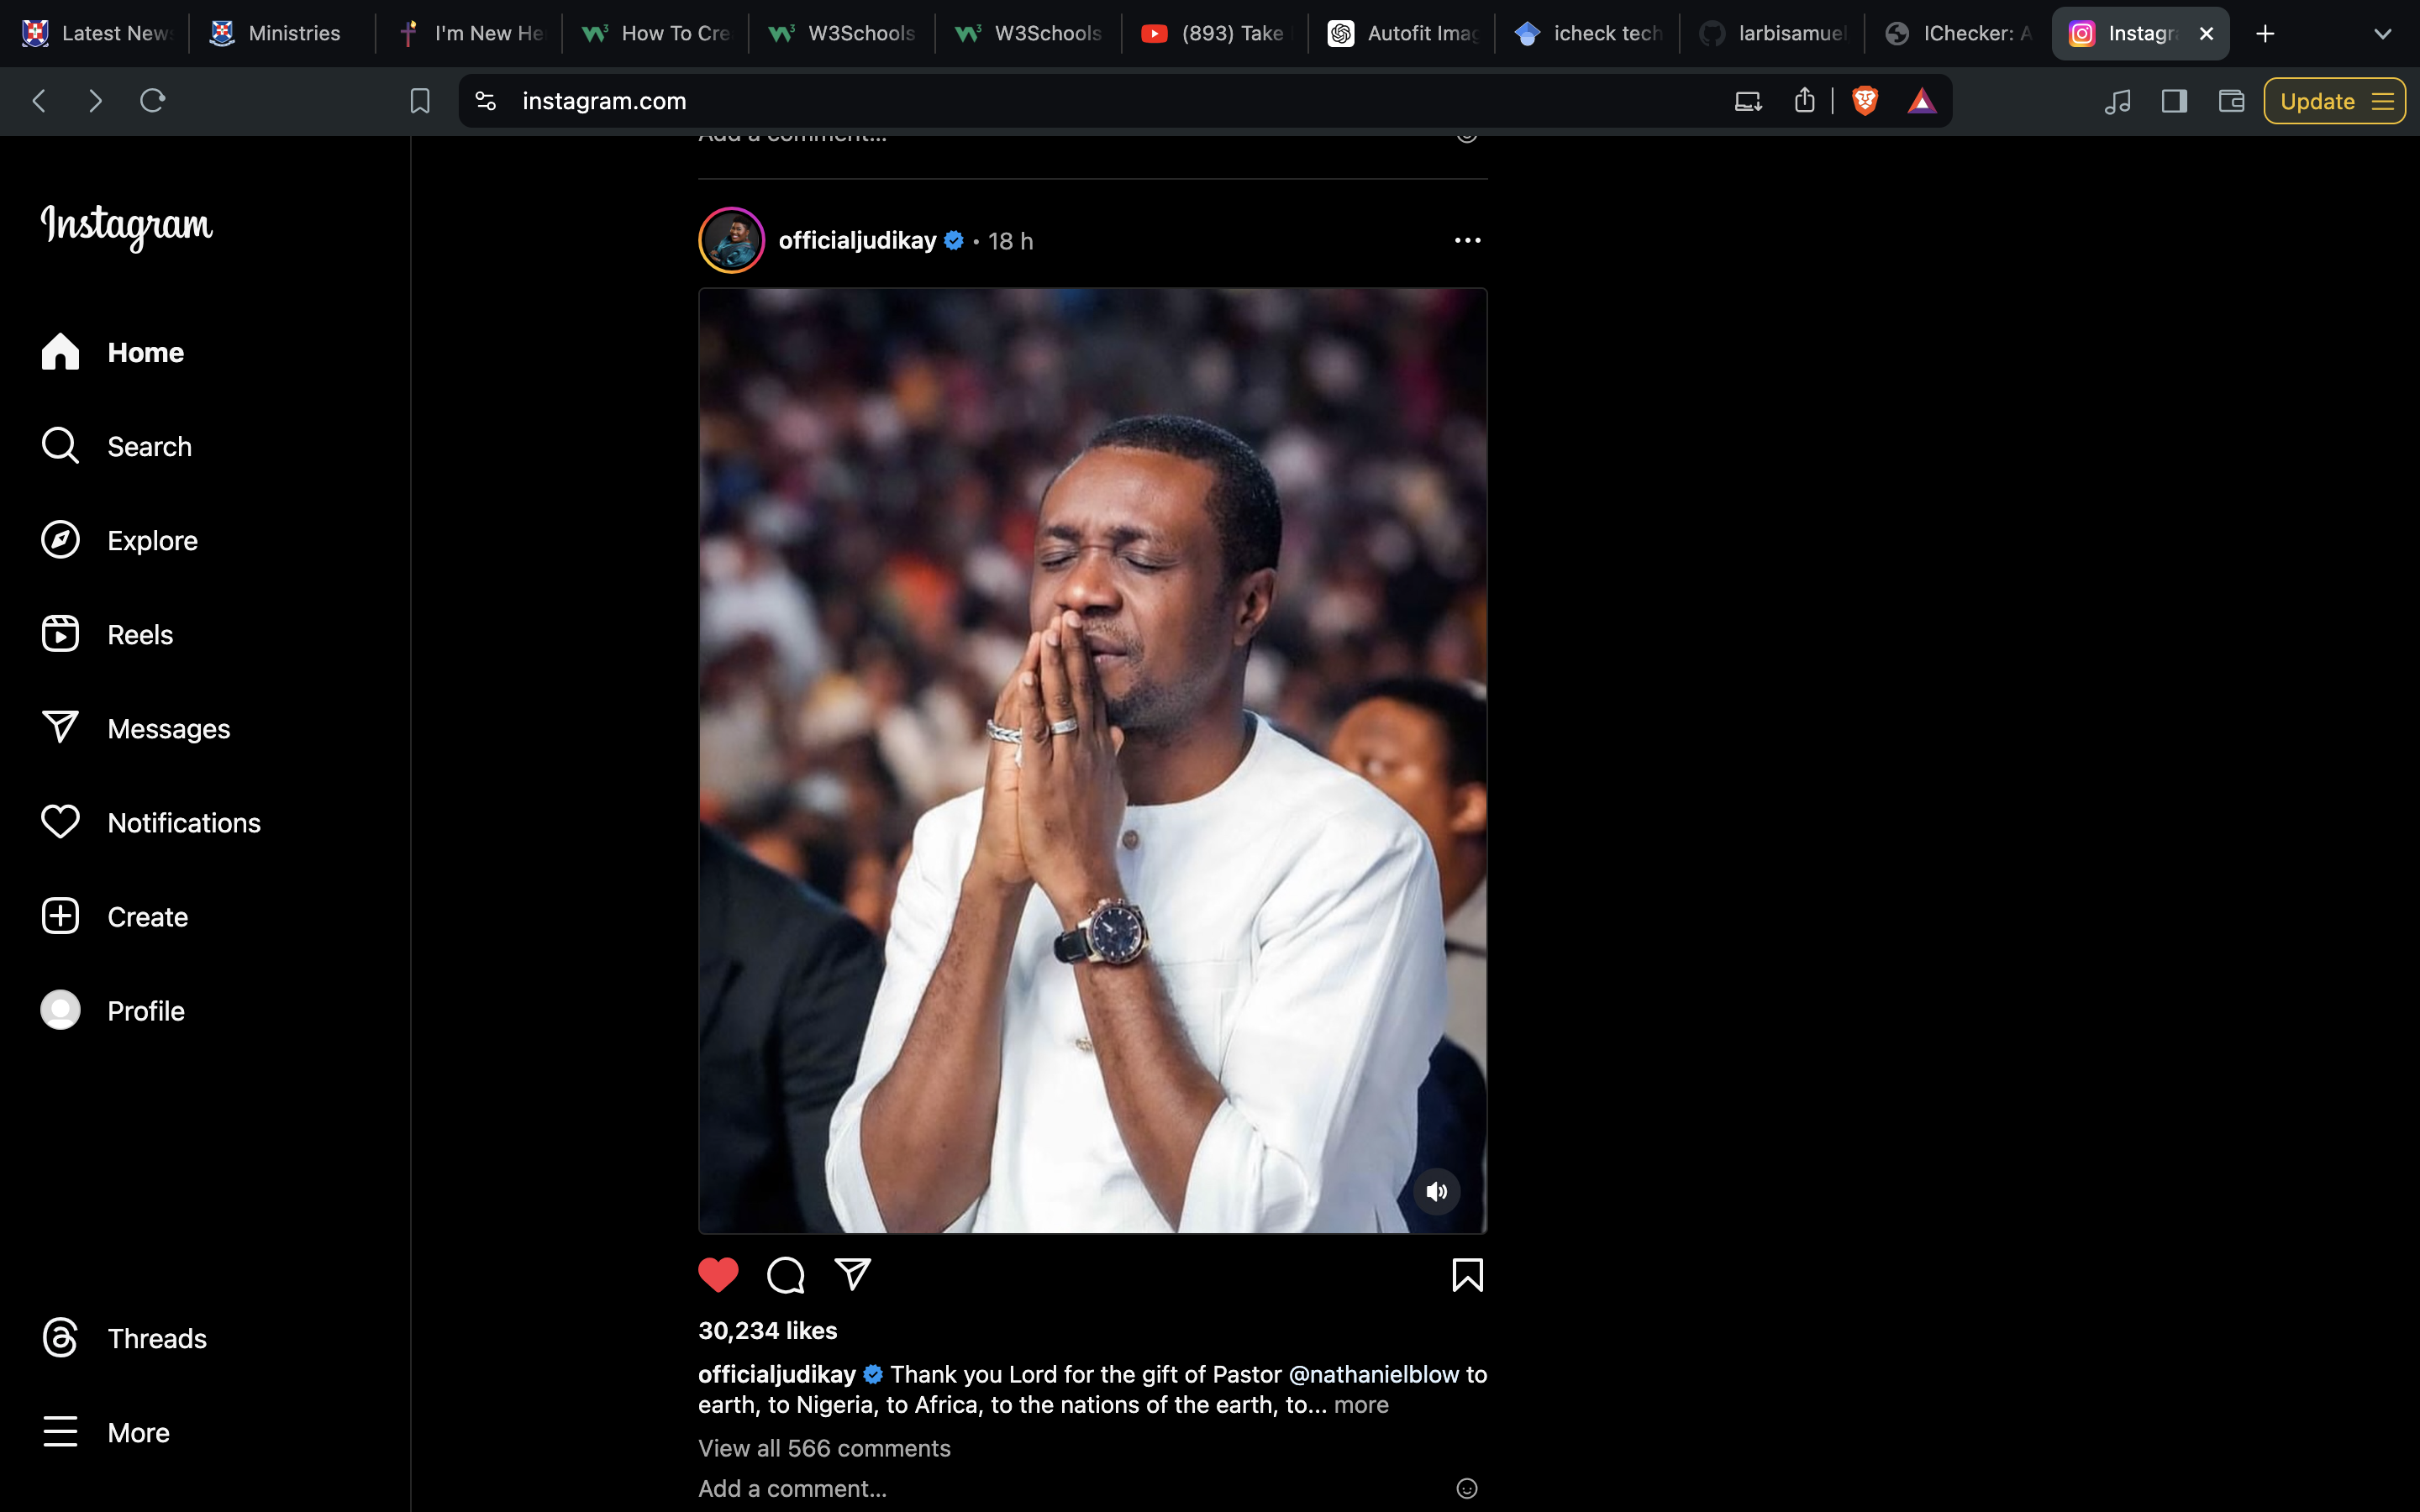 Latest New
Ministries
I'm New He
How To Cre
W3Schools
W3Schools
(893) Take
Autofit Imag
icheck tech
larbisamuel
IChecker: A
Instagra
instagram.com
Update
Add a comment...
Instagram
officialjudikay • 18 h
Home
Search
Explore
Reels
Messages
Notifications
Create
Profile
Threads
More
30,234 likes
officialjudikay Thank you Lord for the gift of Pastor @nathanielblow to
earth, to Nigeria, to Africa, to the nations of the earth, to... more
View all 566 comments
Add a comment...